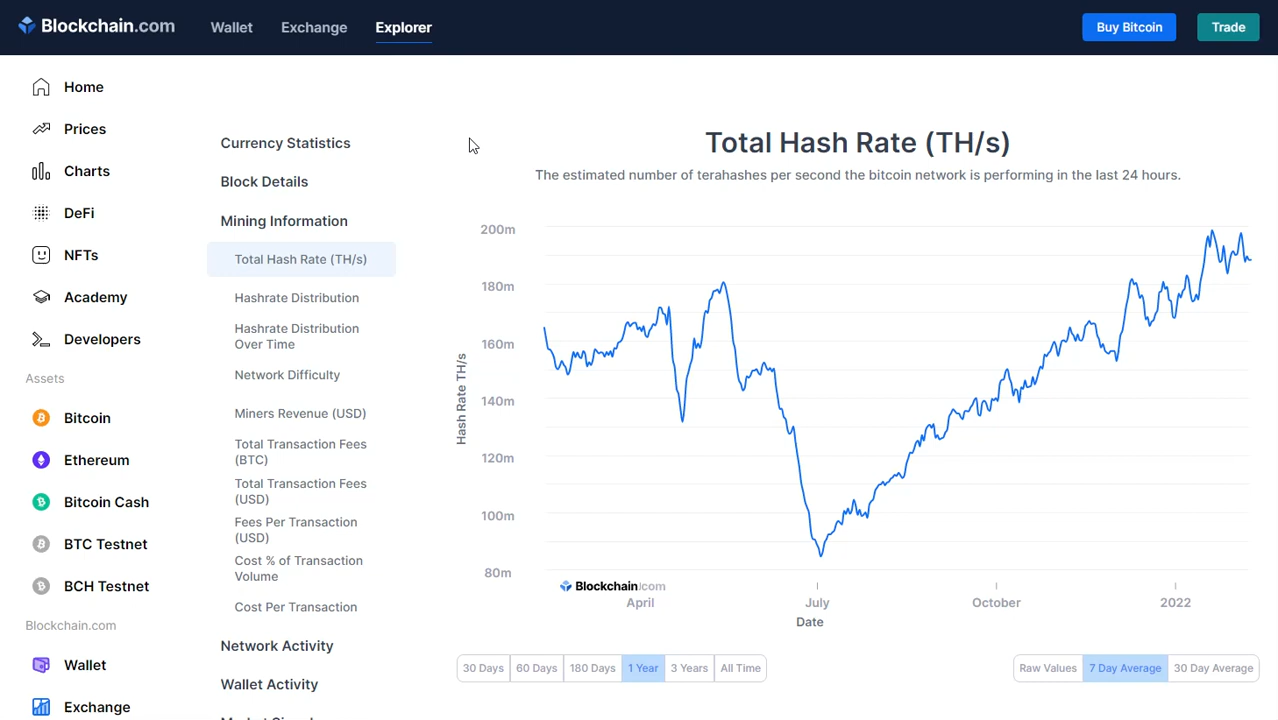 Blockchain.com
Wallet
Exchange
Explorer
Buy Bitcoin
Trade
Home
Prices
Charts
DeFi
NFTs
Academy
Developers
Assets
Bitcoin
Ethereum
Bitcoin Cash
BTC Testnet
BCH Testnet
Blockchain.com
Wallet
Exchange
Currency Statistics
Block Details
Mining Information
Total Hash Rate (TH/s)
Hashrate Distribution
Hashrate Distribution
Over Time
Network Difficulty
Miners Revenue (USD)
Total Transaction Fees
(BTC)
Total Transaction Fees
(USD)
Fees Per Transaction
(USD)
Cost % of Transaction
Volume
Cost Per Transaction
Network Activity
Wallet Activity
Total Hash Rate (TH/s)
The estimated number of terahashes per second the bitcoin network is performing in the last 24 hours.
Hash Rate TH/s
200m
180m
160m
140m
120m
100m
80m
Blockchain.com
April
July
October
2022
Date
30 Days
60 Days
180 Days
1 Year
3 Years
All Time
Raw Values
7 Day Average
30 Day Average